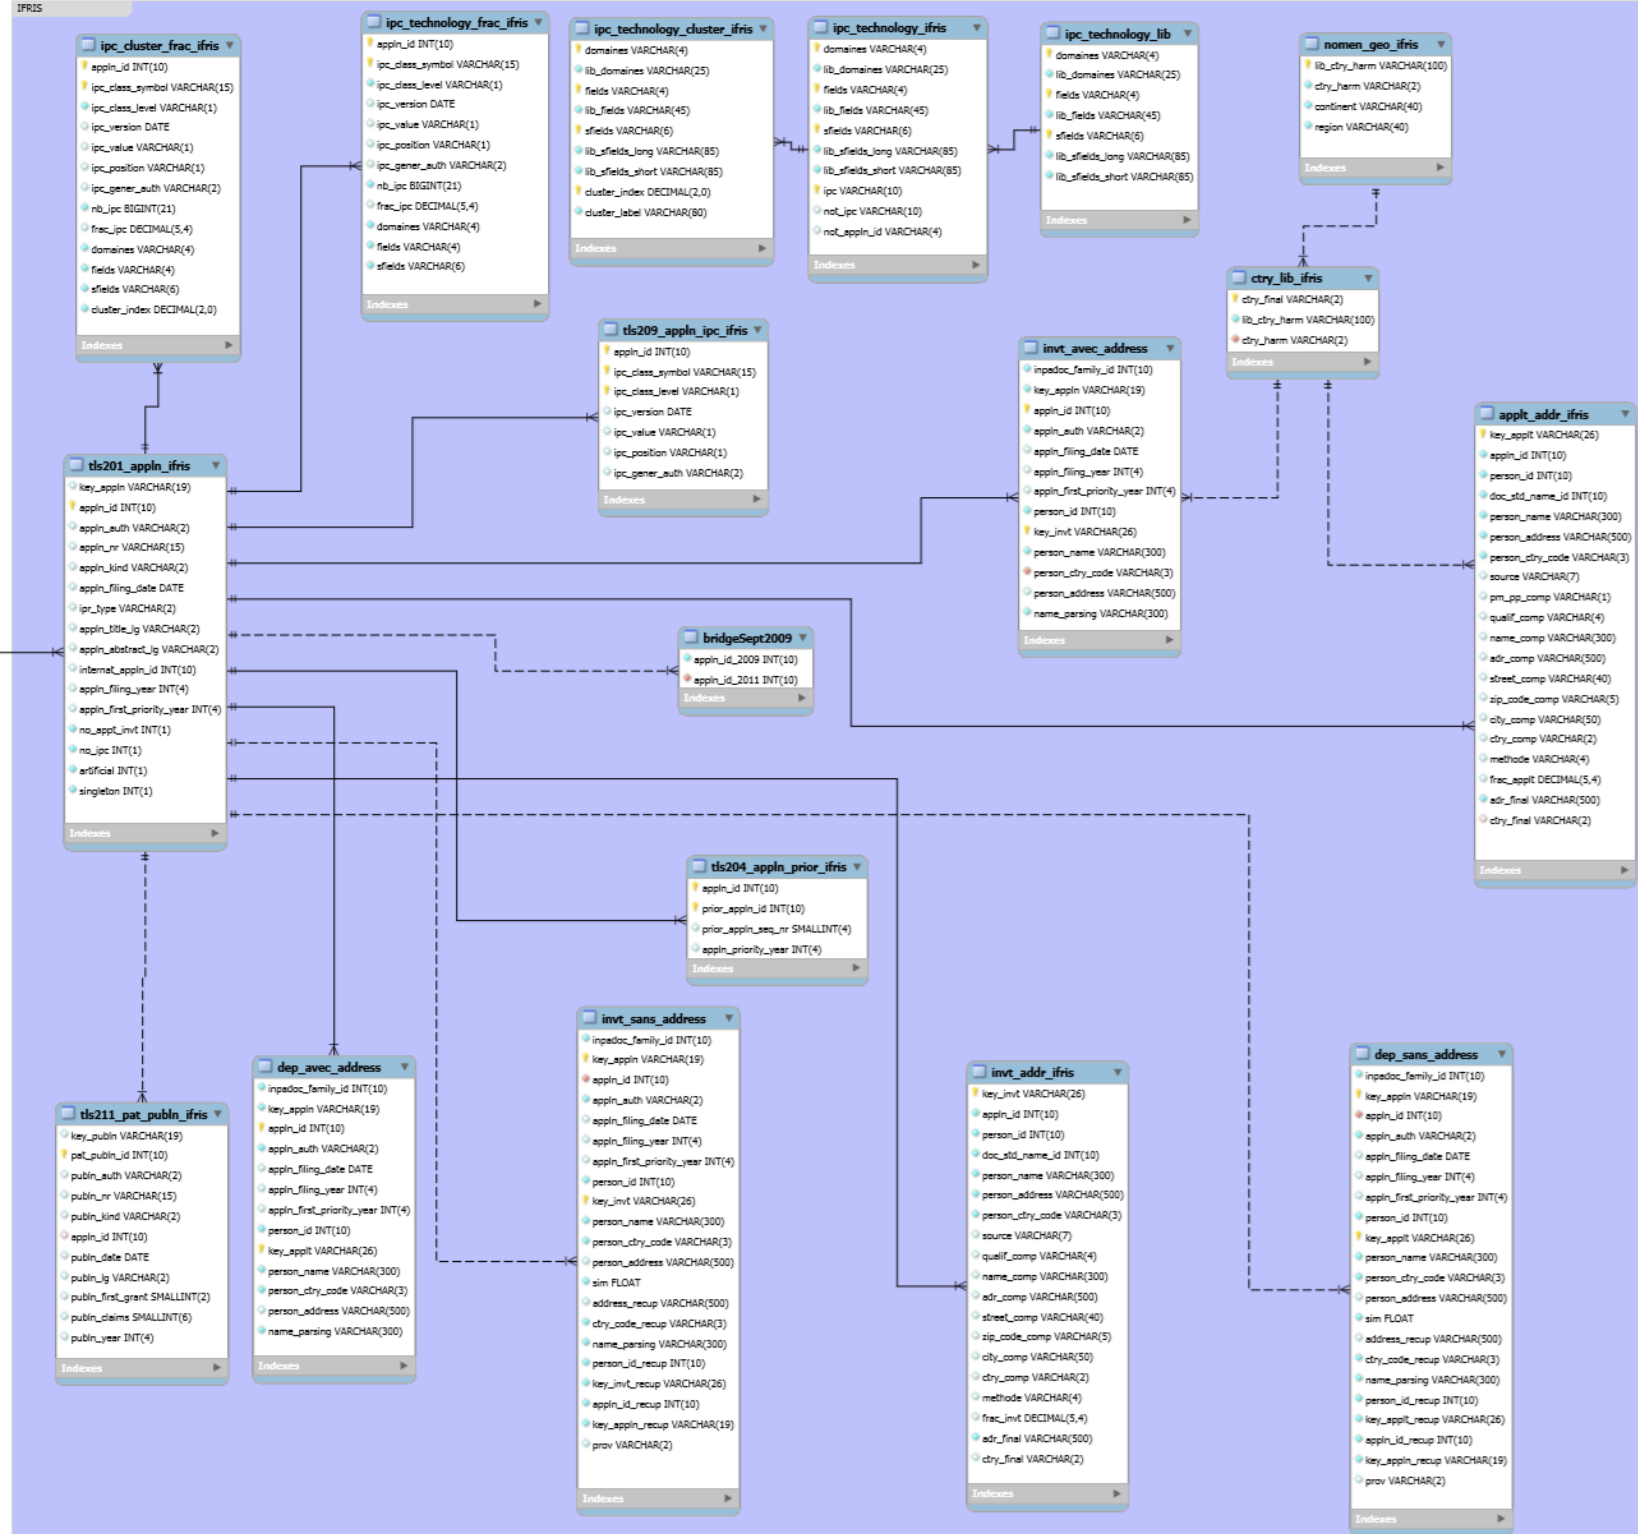 IFRIS
ipc_cluster_frac_ifris
appln_id INT(10)
ipc_class_symbol VARCHAR(15)
ipc_class_level VARCHAR(1)
ipc_version DATE
ipc_value VARCHAR(1)
ipc_position VARCHAR(1)
ipc_gener_auth VARCHAR(2)
nb_ipc BIGINT(21)
frac_ipc DECIMAL(5,4)
domaines VARCHAR(4)
fields VARCHAR(4)
sfields VARCHAR(6)
cluster_index DECIMAL(2,0)
Indexes
ipc_technology_frac_ifris
appln_id INT(10)
ipc_class_symbol VARCHAR(15)
ipc_class_level VARCHAR(1)
ipc_version DATE
ipc_value VARCHAR(1)
ipc_position VARCHAR(1)
ipc_gener_auth VARCHAR(2)
nb_ipc BIGINT(21)
frac_ipc DECIMAL(5,4)
domaines VARCHAR(4)
fields VARCHAR(4)
sfields VARCHAR(6)
Indexes
ipc_technology_cluster_ifris
domaines VARCHAR(4)
lib_domaines VARCHAR(25)
fields VARCHAR(4)
lib_fields VARCHAR(45)
sfields VARCHAR(6)
lib_sfields_long VARCHAR(85)
lib_sfields_short VARCHAR(85)
cluster_index DECIMAL(2,0)
cluster_label VARCHAR(80)
Indexes
ipc_technology_ifris
domaines VARCHAR(4)
lib_domaines VARCHAR(25)
fields VARCHAR(4)
lib_fields VARCHAR(45)
sfields VARCHAR(6)
lib_sfields_long VARCHAR(85)
lib_sfields_short VARCHAR(85)
ipc VARCHAR(10)
not_ipc VARCHAR(10)
not_appln_id VARCHAR(4)
Indexes
ipc_technology_lib
domaines VARCHAR(4)
lib_domaines VARCHAR(25)
fields VARCHAR(4)
lib_fields VARCHAR(45)
sfields VARCHAR(6)
lib_sfields_long VARCHAR(85)
lib_sfields_short VARCHAR(85)
Indexes
nomen_geo_ifris
lib_ctry_harm VARCHAR(100)
ctry_harm VARCHAR(2)
continent VARCHAR(40)
region VARCHAR(40)
Indexes
ctry_lib_ifris
ctry_final VARCHAR(2)
lib_ctry_harm VARCHAR(100)
ctry_harm VARCHAR(2)
Indexes
tls209_appln_ipc_ifris
appln_id INT(10)
ipc_class_symbol VARCHAR(15)
ipc_class_level VARCHAR(1)
ipc_version DATE
ipc_value VARCHAR(1)
ipc_position VARCHAR(1)
ipc_gener_auth VARCHAR(2)
Indexes
invt_avec_address
inpadoc_family_id INT(10)
key_appln VARCHAR(19)
appln_id INT(10)
appln_auth VARCHAR(2)
appln_filing_date DATE
appln_filing_year INT(4)
appln_first_priority_year INT(4)
person_id INT(10)
key_invt VARCHAR(26)
person_name VARCHAR(300)
person_ctry_code VARCHAR(3)
person_address VARCHAR(500)
name_parsing VARCHAR(300)
Indexes
applt_addr_ifris
key_applt VARCHAR(26)
appln_id INT(10)
person_id INT(10)
doc_std_name_id INT(10)
person_name VARCHAR(300)
person_address VARCHAR(500)
person_ctry_code VARCHAR(3)
source VARCHAR(7)
pm_pp_comp VARCHAR(1)
qualif_comp VARCHAR(4)
name_comp VARCHAR(300)
adr_comp VARCHAR(500)
street_comp VARCHAR(40)
zip_code_comp VARCHAR(5)
city_comp VARCHAR(50)
ctry_comp VARCHAR(2)
methode VARCHAR(4)
frac_applt DECIMAL(5,4)
adr_final VARCHAR(500)
ctry_final VARCHAR(2)
Indexes
tls201_appln_ifris
key_appln VARCHAR(19)
appln_id INT(10)
appln_auth VARCHAR(2)
appln_nr VARCHAR(15)
appln_kind VARCHAR(2)
appln_filing_date DATE
ipr_type VARCHAR(2)
appln_title_lg VARCHAR(2)
appln_abstract_lg VARCHAR(2)
internat_appln_id INT(10)
appln_filing_year INT(4)
appln_first_priority_year INT(4)
no_appt_invt INT(1)
no_ipc INT(1)
artificial INT(1)
singleton INT(1)
Indexes
bridgeSept2009
appln_id_2009 INT(10)
appln_id_2011 INT(10)
Indexes
tls204_appln_prior_ifris
appln_id INT(10)
prior_appln_id INT(10)
prior_appln_seq_nr SMALLINT(4)
appln_priority_year INT(4)
Indexes
tls211_pat_publn_ifris
key_publn VARCHAR(19)
pat_publn_id INT(10)
publn_auth VARCHAR(2)
publn_nr VARCHAR(15)
publn_kind VARCHAR(2)
appln_id INT(10)
publn_date DATE
publn_lg VARCHAR(2)
publn_first_grant SMALLINT(2)
publn_claims SMALLINT(6)
publn_year INT(4)
Indexes
dep_avec_address
inpadoc_family_id INT(10)
key_appln VARCHAR(19)
appln_id INT(10)
appln_auth VARCHAR(2)
appln_filing_date DATE
appln_filing_year INT(4)
appln_first_priority_year INT(4)
person_id INT(10)
key_applt VARCHAR(26)
person_name VARCHAR(300)
person_ctry_code VARCHAR(3)
person_address VARCHAR(500)
name_parsing VARCHAR(300)
Indexes
invt_sans_address
inpadoc_family_id INT(10)
key_appln VARCHAR(19)
appln_id INT(10)
appln_auth VARCHAR(2)
appln_filing_date DATE
appln_filing_year INT(4)
appln_first_priority_year INT(4)
person_id INT(10)
key_invt VARCHAR(26)
person_name VARCHAR(300)
person_ctry_code VARCHAR(3)
person_address VARCHAR(500)
sim FLOAT
address_recup VARCHAR(500)
ctry_code_recup VARCHAR(3)
name_parsing VARCHAR(300)
person_id_recup INT(10)
key_invt_recup VARCHAR(26)
appln_id_recup INT(10)
key_appln_recup VARCHAR(19)
prov VARCHAR(2)
Indexes
invt_addr_ifris
key_invt VARCHAR(26)
appln_id INT(10)
person_id INT(10)
doc_std_name_id INT(10)
person_name VARCHAR(300)
person_address VARCHAR(500)
person_ctry_code VARCHAR(3)
source VARCHAR(7)
qualif_comp VARCHAR(4)
name_comp VARCHAR(300)
adr_comp VARCHAR(500)
street_comp VARCHAR(40)
zip_code_comp VARCHAR(5)
city_comp VARCHAR(50)
ctry_comp VARCHAR(2)
methode VARCHAR(4)
frac_invt DECIMAL(5,4)
adr_final VARCHAR(500)
ctry_final VARCHAR(2)
Indexes
dep_sans_address
inpadoc_family_id INT(10)
key_appln VARCHAR(19)
appln_id INT(10)
appln_auth VARCHAR(2)
appln_filing_date DATE
appln_filing_year INT(4)
appln_first_priority_year INT(4)
person_id INT(10)
key_applt VARCHAR(26)
person_name VARCHAR(300)
person_ctry_code VARCHAR(3)
person_address VARCHAR(500)
sim FLOAT
address_recup VARCHAR(500)
ctry_code_recup VARCHAR(3)
name_parsing VARCHAR(300)
person_id_recup INT(10)
key_applt_recup VARCHAR(26)
appln_id_recup INT(10)
key_appln_recup VARCHAR(19)
prov VARCHAR(2)
Indexes